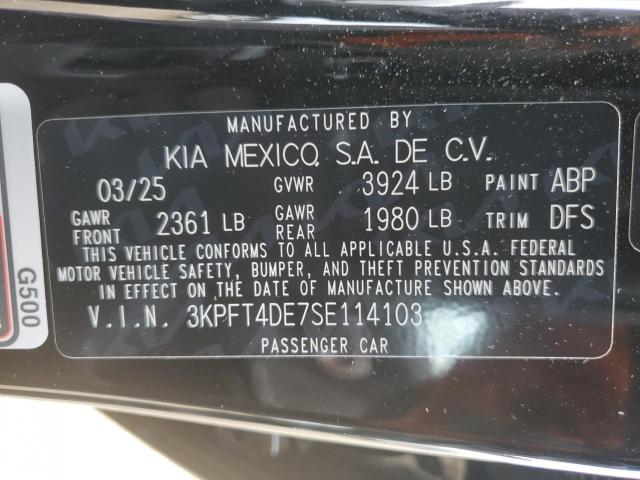 MANUFACTURED BY
KIA MEXICO, S.A. DE C.V.
03/25 GVWR 3924 LB PAINT ABP
GAWR FRONT 2361 LB GAWR REAR 1980 LB TRIM DFS
THIS VEHICLE CONFORMS TO ALL APPLICABLE U.S.A. FEDERAL
MOTOR VEHICLE SAFETY, BUMPER, AND THEFT PREVENTION STANDARDS
IN EFFECT ON THE DATE OF MANUFACTURE SHOWN ABOVE.
V.I.N. 3KPFT4DE7SE114103
PASSENGER CAR
G500